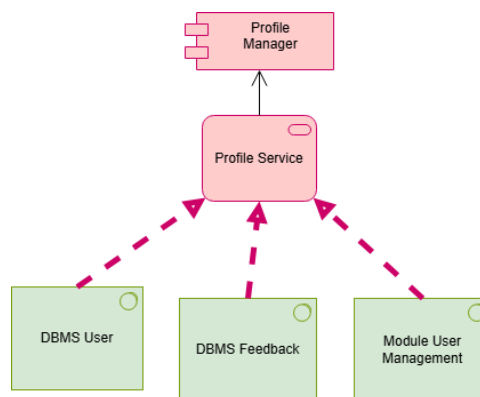 Profile
Manager
Profile Service
DBMS User
DBMS Feedback
Module User
Management